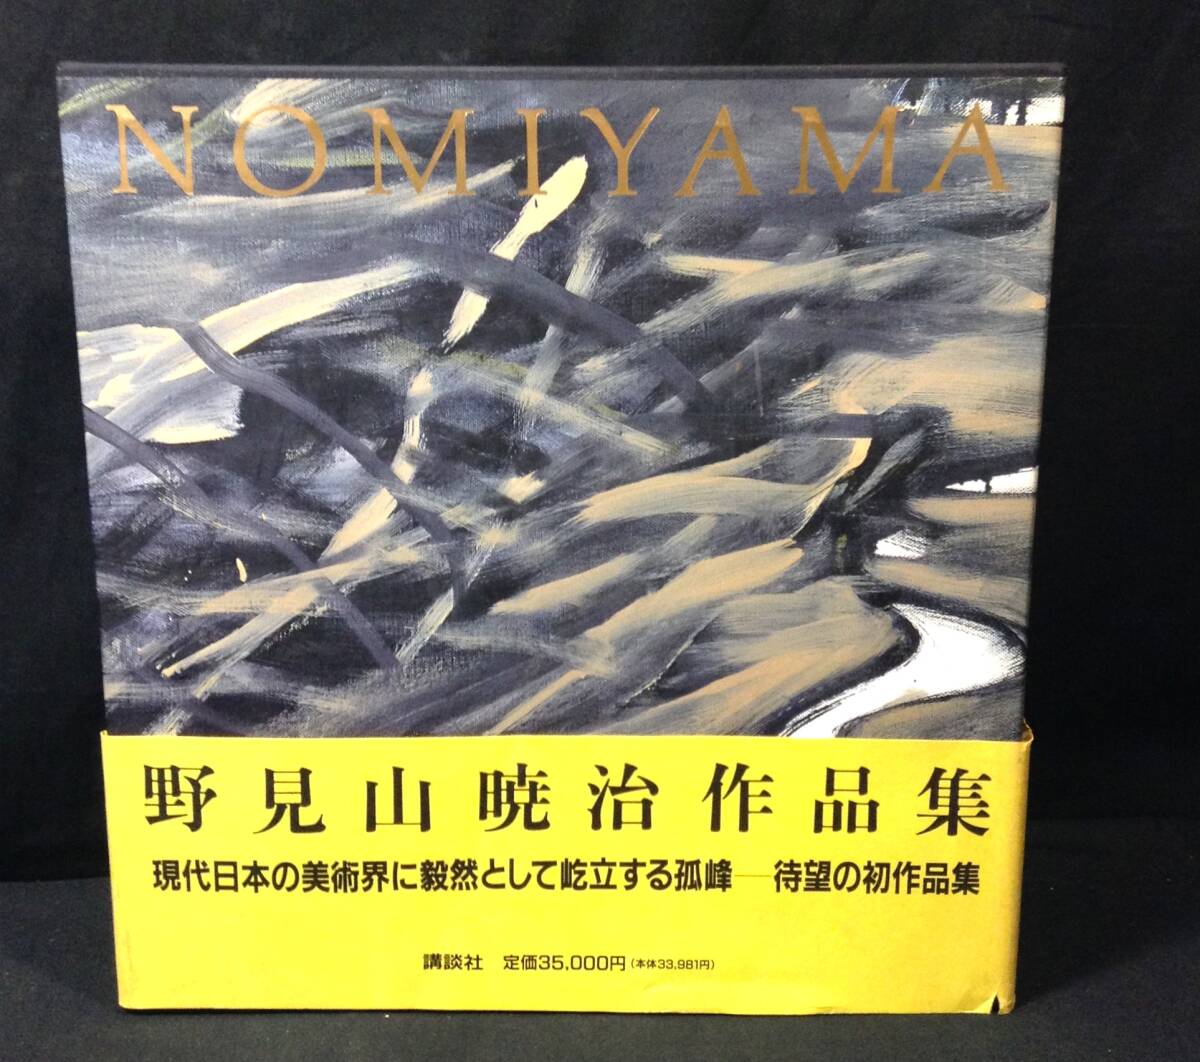 NOMIYAMA
野見山暁治作品集
現代日本の美術界に毅然として屹立する孤峰──待望の初作品集
講談社 定価35,000円(本体33,981円)